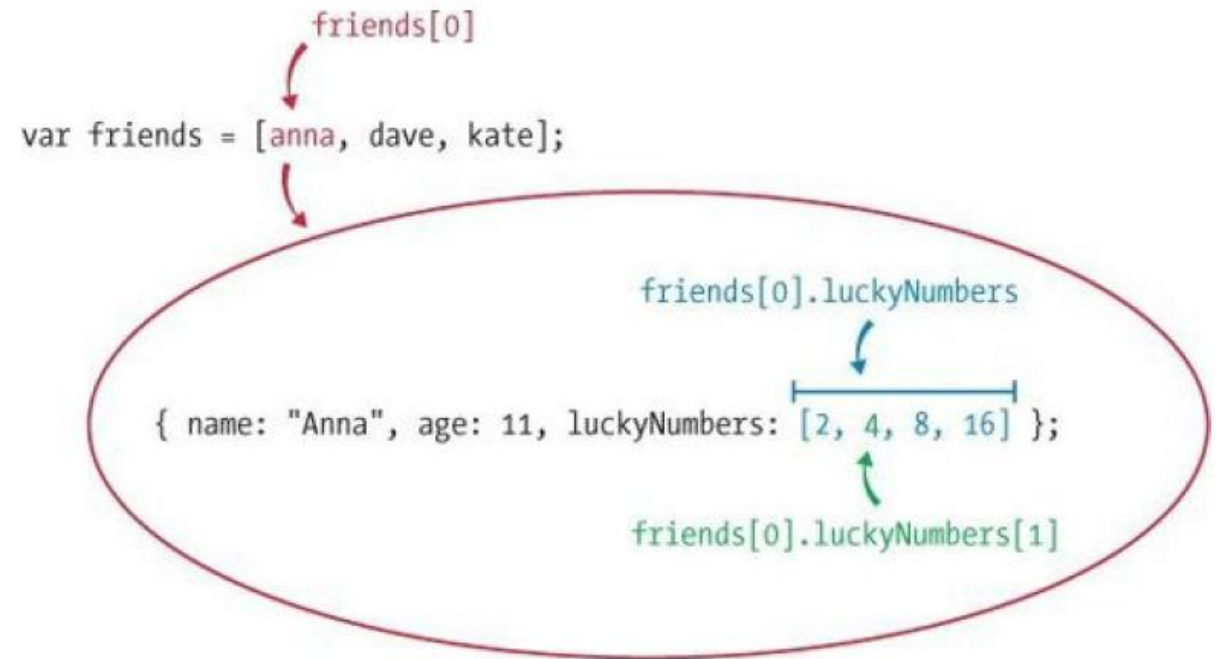 friends[0]
var friends = [anna, dave, kate];
friends[0].luckyNumbers
{ name: "Anna", age: 11, luckyNumbers: [2, 4, 8, 16] };
friends[0].luckyNumbers[1]